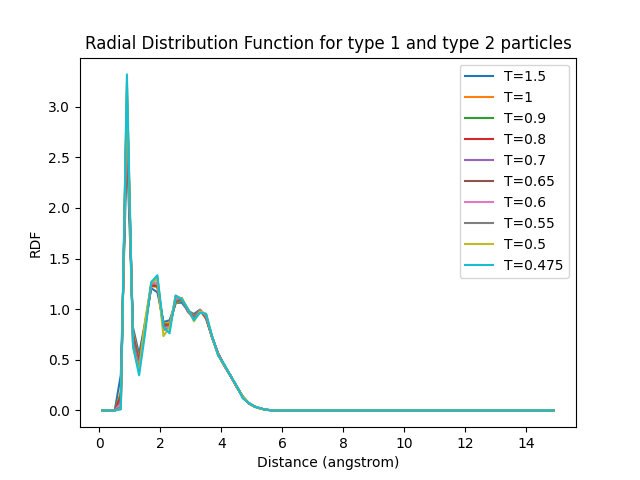 Radial Distribution Function for type 1 and type 2 particles
3.0
2.5
2.0
1.5
1.0
0.5
0.0
RDF
T=1.5
T=1
T=0.9
T=0.8
T=0.7
T=0.65
T=0.6
T=0.55
T=0.5
T=0.475
0 2 4 6 8 10 12 14
Distance (angstrom)